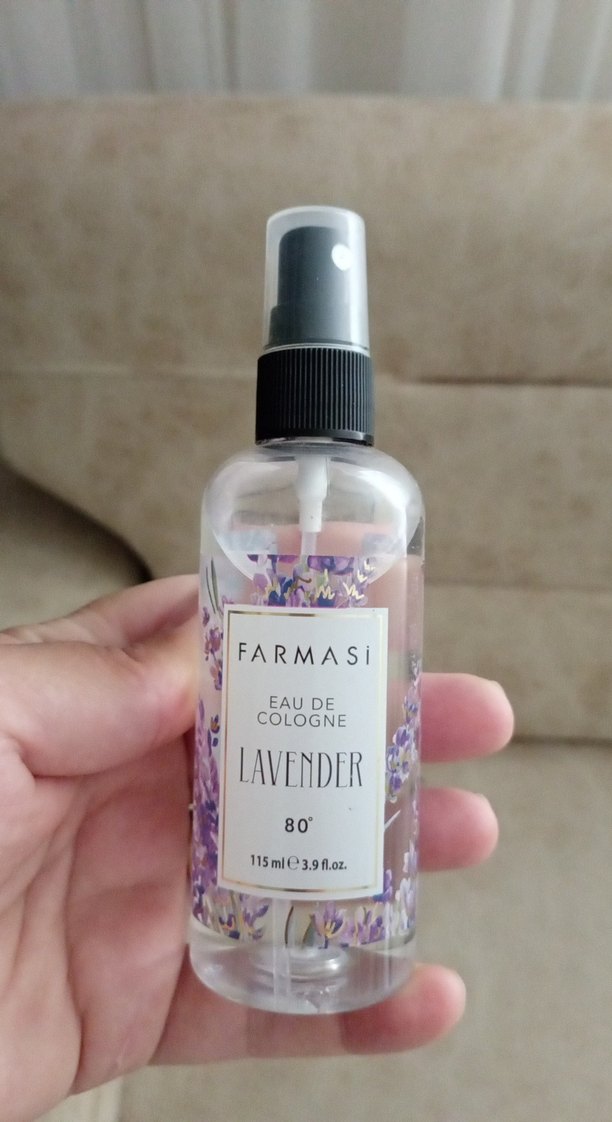 FARMASi
EAU DE
COLOGNE
LAVENDER
80°
115 ml ℮ 3.9 fl.oz.